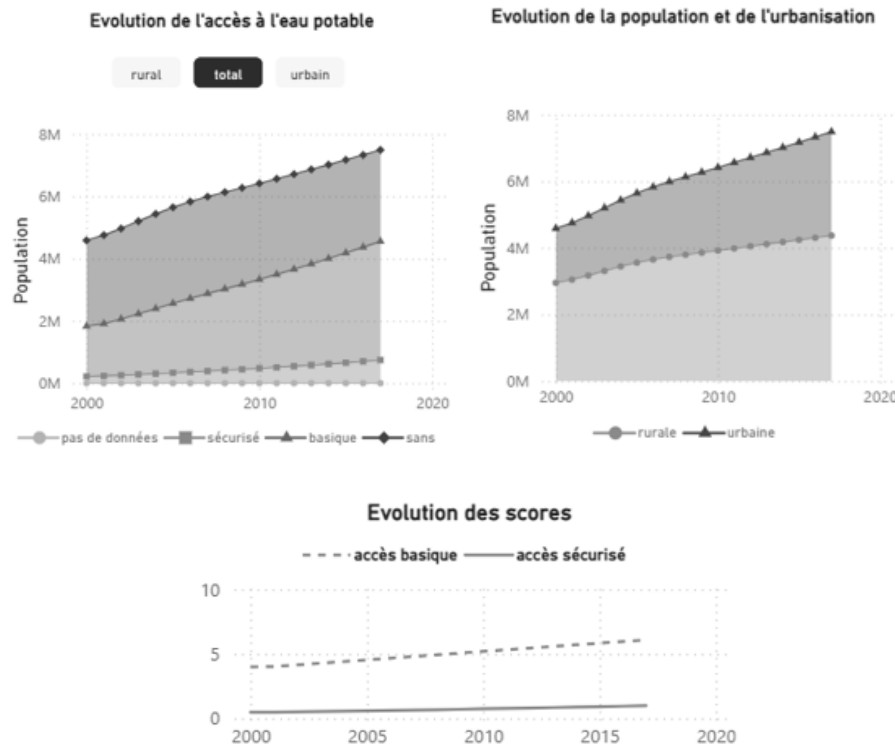 Evolution de l'accès à l'eau potable
rural total urbain
Population
8M
6M
4M
2M
0M
2000 2010 2020
pas de données sécurisé basique sans
Evolution de la population et de l'urbanisation
Population
8M
6M
4M
2M
0M
2000 2010 2020
rurale urbaine
Evolution des scores
accès basique accès sécurisé
10
5
0
2000 2005 2010 2015 2020